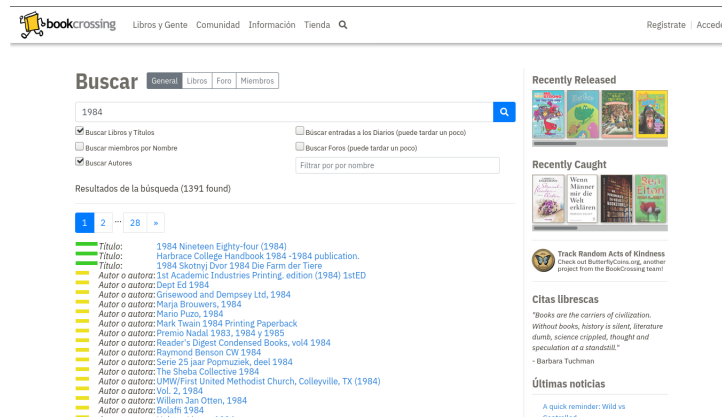 bookcrossing Libros y Gente Comunidad Información Tienda Regístrate | Accede
Buscar General Libros Foro Miembros
1984
Buscar Libros y Títulos
Búscar entradas a los Diarios (puede tardar un poco)
Buscar miembros por Nombre
Buscar Foros (puede tardar un poco)
Buscar Autores
Filtrar por por nombre
Resultados de la búsqueda (1391 found)
1 2 ... 28 »
Título: 1984 Nineteen Eighty-four (1984)
Título: Harbrace College Handbook 1984 -1984 publication.
Título: 1984 Skotnyj Dvor 1984 Die Farm der Tiere
Autor o autora: 1st Academic Industries Printing. edition (1984) 1stED
Autor o autora: Dept Ed 1984
Autor o autora: Grisewood and Dempsey Ltd, 1984
Autor o autora: Marja Brouwers, 1984
Autor o autora: Mario Puzo, 1984
Autor o autora: Mark Twain 1984 Printing Paperback
Autor o autora: Premio Nadal 1983, 1984 y 1985
Autor o autora: Reader's Digest Condensed Books, vol4 1984
Autor o autora: Raymond Benson CW 1984
Autor o autora: Serie 25 jaar Popmuziek, deel 1984
Autor o autora: The Sheba Collective 1984
Autor o autora: UMW/First United Methodist Church, Colleyville, TX (1984)
Autor o autora: Vol. 2, 1984
Autor o autora: Willem Jan Otten, 1984
Autor o autora: Bolaffi 1984
Recently Released
Recently Caught
Wenn
Männer
mir die
Welt
erklären
Sea
Elton
Track Random Acts of Kindness
Check out ButterflyCoins.org, another
project from the BookCrossing team!
Citas librescas
"Books are the carriers of civilization.
Without books, history is silent, literature
dumb, science crippled, thought and
speculation at a standstill."
- Barbara Tuchman
Últimas noticias
A quick reminder: Wild vs